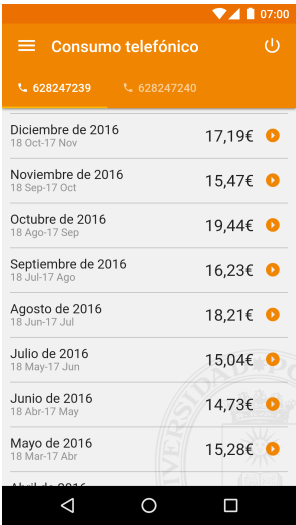 07:00
Consumo telefónico
628247239
628247240
Diciembre de 2016
17,19€
18 Oct-17 Nov
Noviembre de 2016
15,47€
18 Sep-17 Oct
Octubre de 2016
19,44€
18 Ago-17 Sep
Septiembre de 2016
16,23€
18 Jul-17 Ago
Agosto de 2016
18,21€
18 Jun-17 Jul
Julio de 2016
15,04€
18 May-17 Jun
Junio de 2016
14,73€
18 Abr-17 May
Mayo de 2016
15,28€
18 Mar-17 Abr
Abril de 2016